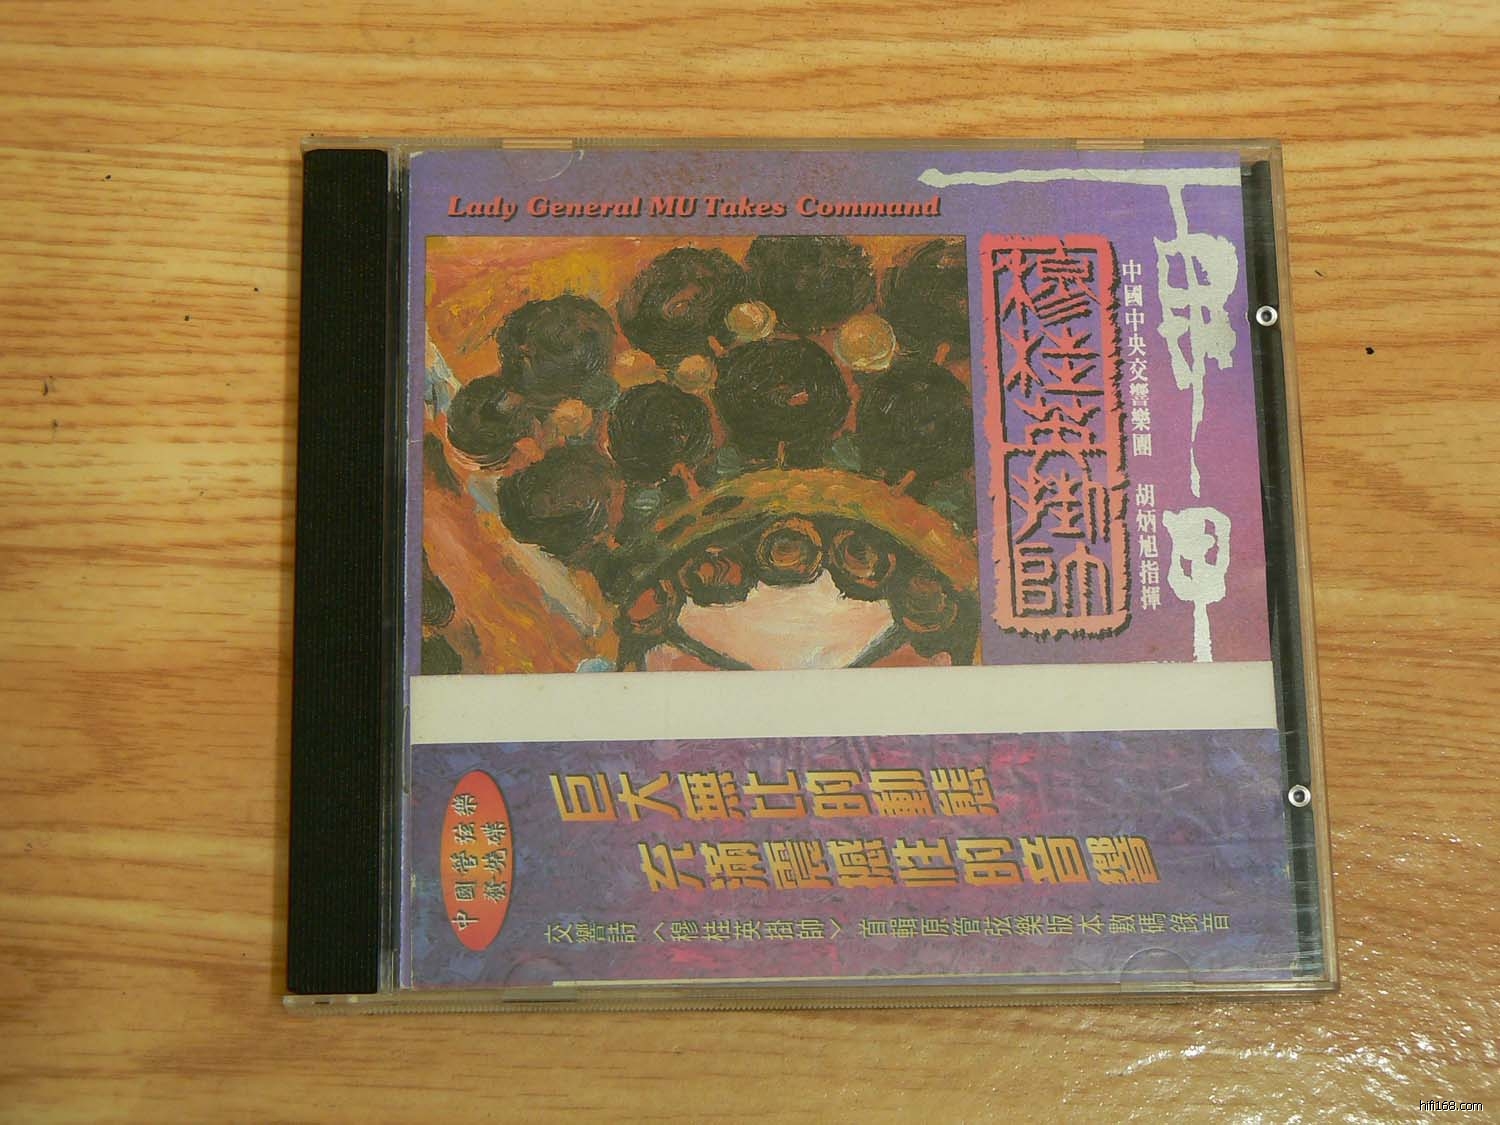 Lady General MU Takes Command
穆桂英掛帥
中國中央交響樂團 胡炳旭指揮
中國管弦樂
發燒碟
巨大無比的動態
充滿震撼性的音響
交響詩〈穆桂英掛帥〉首輯原管弦樂版本數碼錄音
hifi168.com